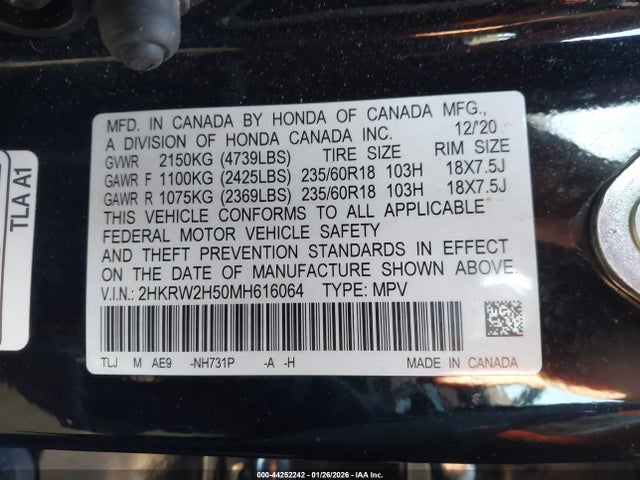 MFD. IN CANADA BY HONDA OF CANADA MFG.,
A DIVISION OF HONDA CANADA INC. 12/'20
GVWR 2150KG (4739LBS) TIRE SIZE RIM SIZE
GAWR F 1100KG (2425LBS) 235/60R18 103H 18X7.5J
GAWR R 1075KG (2369LBS) 235/60R18 103H 18X7.5J
THIS VEHICLE CONFORMS TO ALL APPLICABLE
FEDERAL MOTOR VEHICLE SAFETY
AND THEFT PREVENTION STANDARDS IN EFFECT
ON THE DATE OF MANUFACTURE SHOWN ABOVE.
V.I.N.: 2HKRW2H50MH616064 TYPE: MPV
TLJ M AE9 -NH731P -A -H MADE IN CANADA
TLA A1
000-44252242 - 01/26/2026 - IAA Inc.